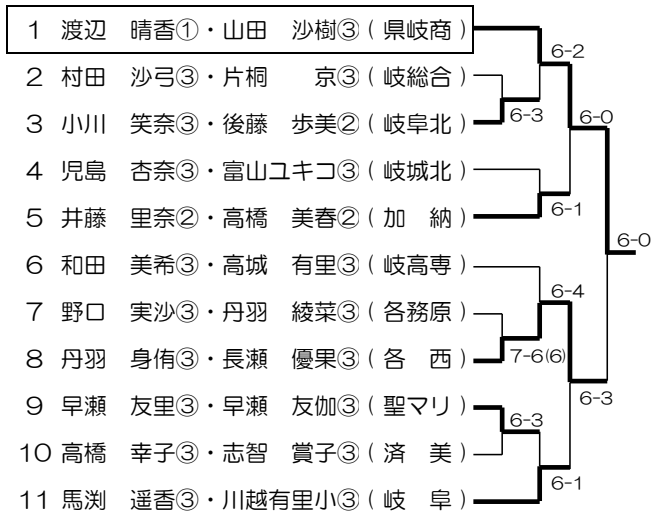 1 渡辺 晴香①・山田 沙樹③(県岐商)
6-2
2 村田 沙弓③・片桐 京③(岐総合)
6-3
6-0
3 小川 笑奈③・後藤 歩美②(岐阜北)
4 児島 杏奈③・富山ユキコ③(岐城北)
6-1
5 井藤 里奈②・高橋 美春②(加 納)
6-0
6 和田 美希③・高城 有里③(岐高専)
6-4
7 野口 実沙③・丹羽 綾菜③(各務原)
8 丹羽 身侑③・長瀬 優果③(各 西)
7-6(6)
6-3
9 早瀬 友里③・早瀬 友伽③(聖マリ)
6-3
10 高橋 幸子③・志智 賞子③(済 美)
6-1
11 馬渕 遥香③・川越有里小③(岐 阜)